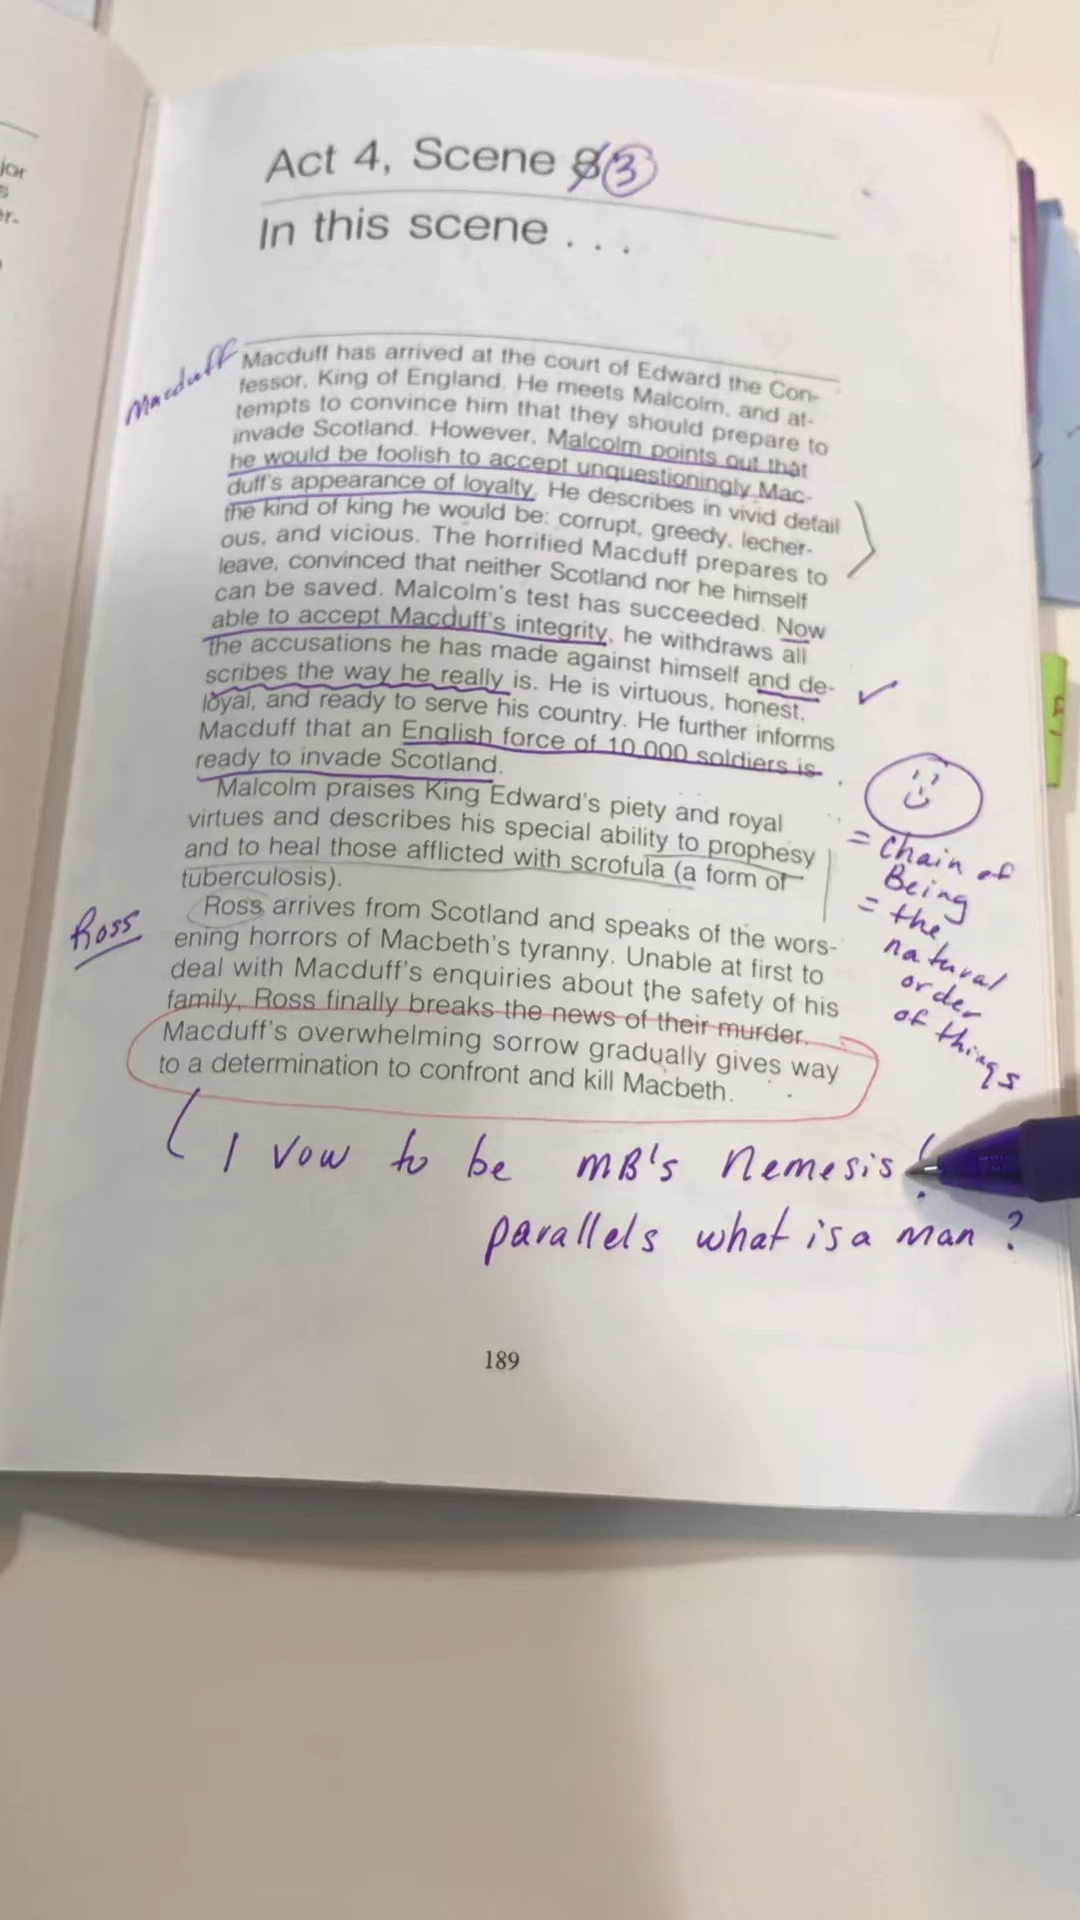 jor
s
er-
Act 4, Scene 8 3
In this scene . . .
Macduff
Macduff has arrived at the court of Edward the Con-
fessor, King of England. He meets Malcolm, and at-
tempts to convince him that they should prepare to
invade Scotland. However, Malcolm points out that
he would be foolish to accept unquestioningly Mac-
duff's appearance of loyalty. He describes in vivid detail
the kind of king he would be: corrupt, greedy, lecher-
ous, and vicious. The horrified Macduff prepares to
leave, convinced that neither Scotland nor he himself
can be saved. Malcolm's test has succeeded. Now
able to accept Macduff's integrity, he withdraws all
the accusations he has made against himself and de-
scribes the way he really is. He is virtuous, honest,
loyal, and ready to serve his country. He further informs
Macduff that an English force of 10,000 soldiers is
ready to invade Scotland.
Malcolm praises King Edward's piety and royal
virtues and describes his special ability to prophesy
and to heal those afflicted with scrofula (a form of
tuberculosis).
= Chain of
Being
= the
natural
order
of things
Ross
Ross arrives from Scotland and speaks of the wors-
ening horrors of Macbeth's tyranny. Unable at first to
deal with Macduff's enquiries about the safety of his
family, Ross finally breaks the news of their murder.
Macduff's overwhelming sorrow gradually gives way
to a determination to confront and kill Macbeth.
I vow to be MB's nemesis!
parallels what is a man ?
189